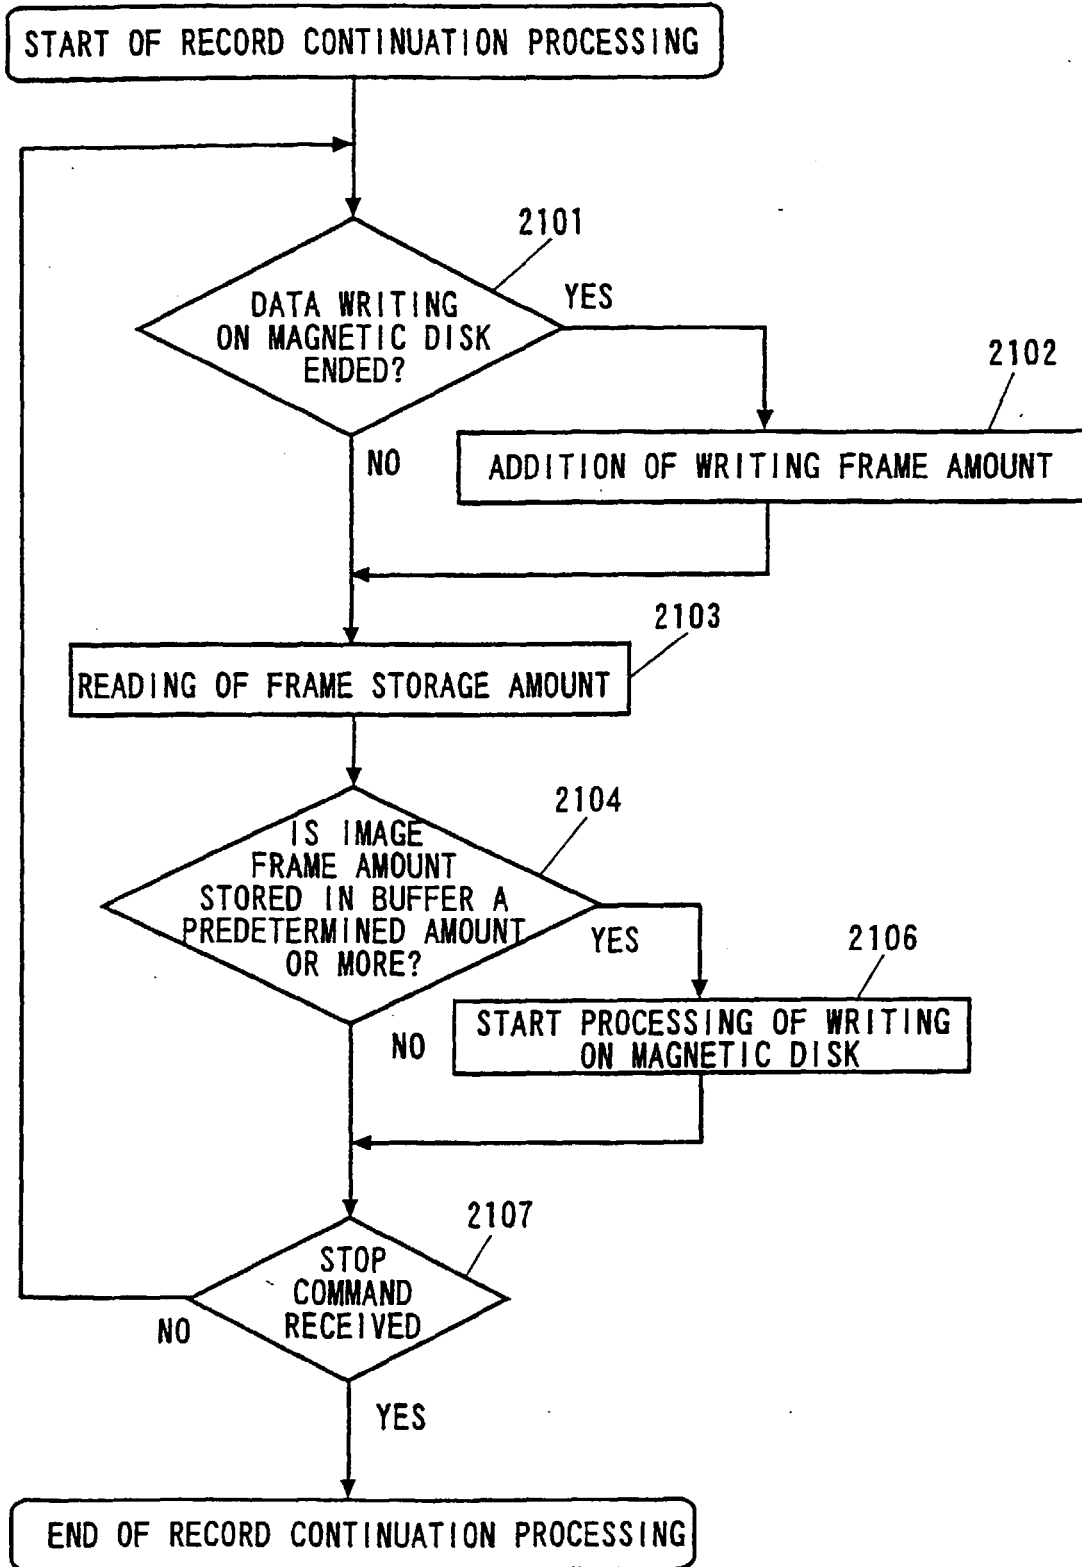 START OF RECORD CONTINUATION PROCESSING
2101
DATA WRITING
ON MAGNETIC DISK
ENDED?
YES
2102
NO
ADDITION OF WRITING FRAME AMOUNT
2103
READING OF FRAME STORAGE AMOUNT
2104
IS IMAGE
FRAME AMOUNT
STORED IN BUFFER A
PREDETERMINED AMOUNT
OR MORE?
YES
2106
NO
START PROCESSING OF WRITING
ON MAGNETIC DISK
2107
STOP
COMMAND
RECEIVED
NO
YES
END OF RECORD CONTINUATION PROCESSING